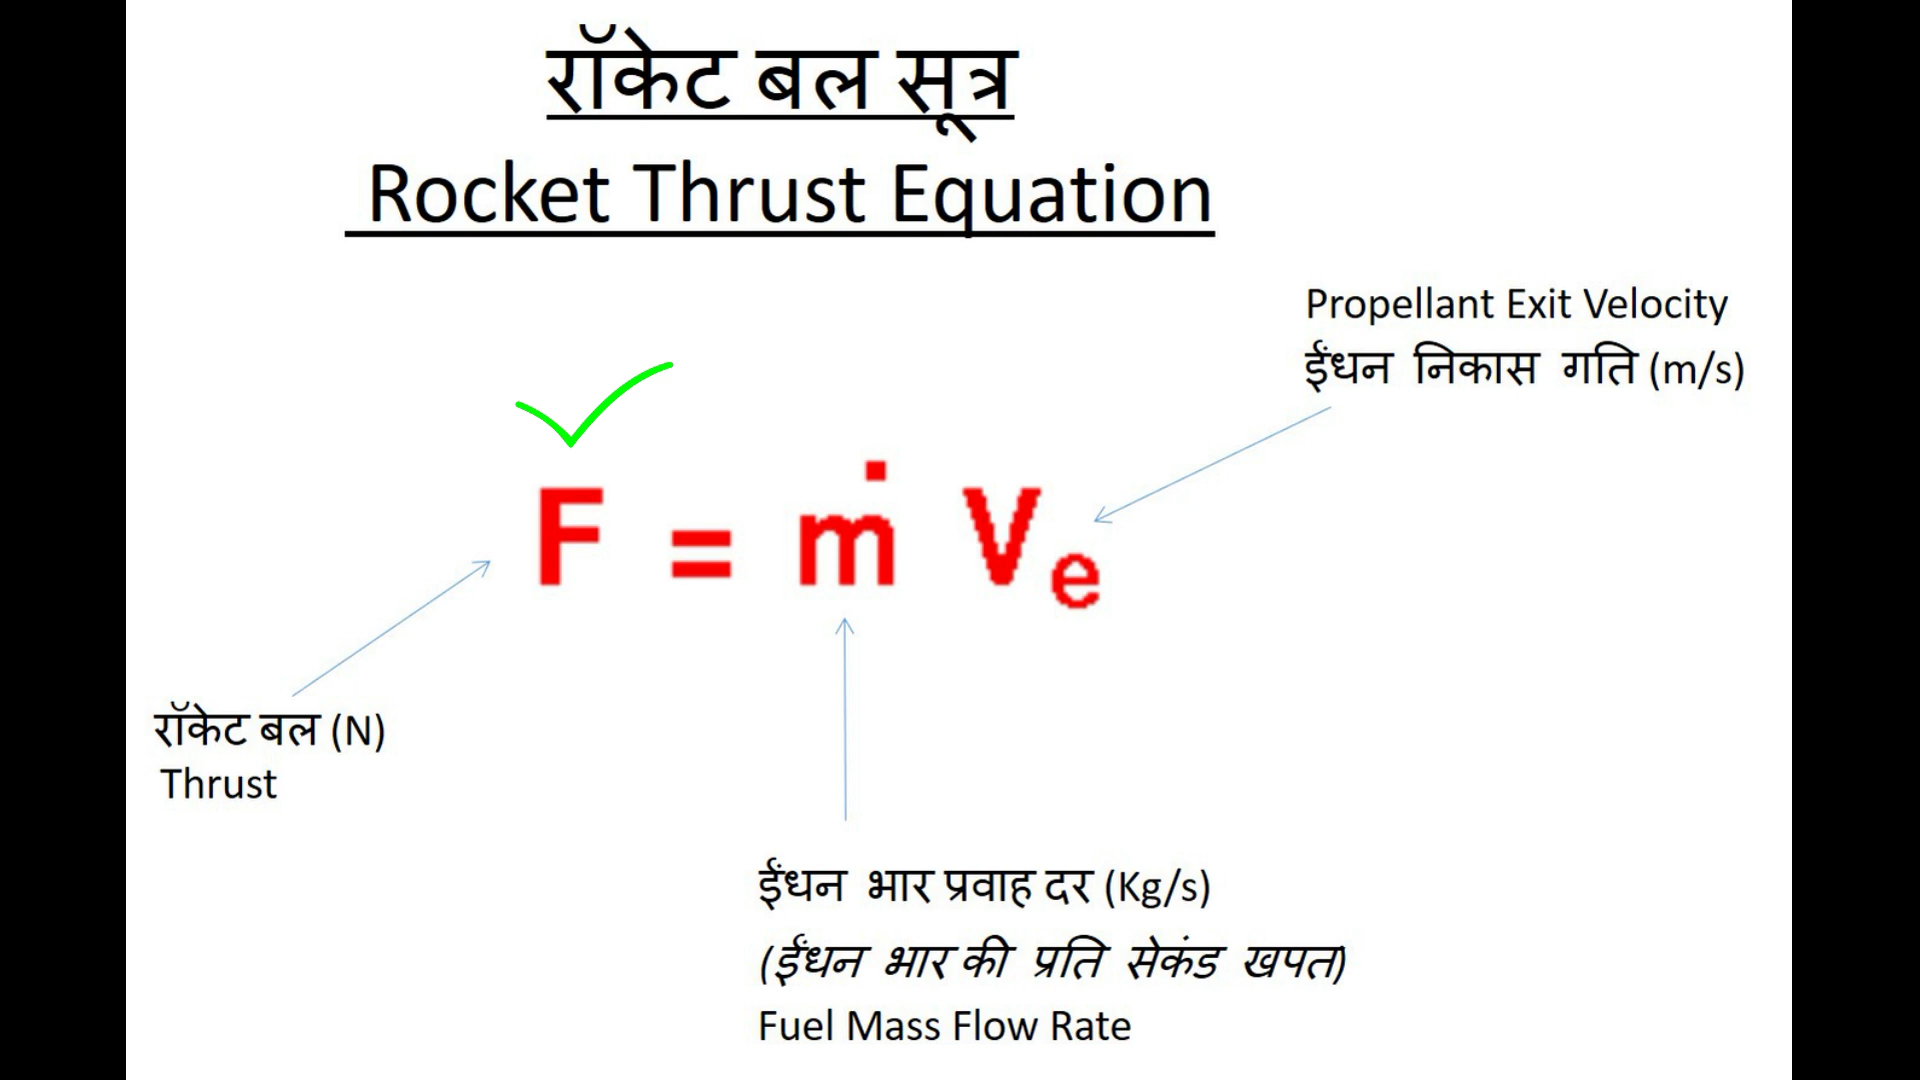 रॉकेट बल सूत्र
Rocket Thrust Equation
Propellant Exit Velocity
ईंधन निकास गति (m/s)
F = ṁ Vₑ
रॉकेट बल (N)
Thrust
ईंधन भार प्रवाह दर (Kg/s)
(ईंधन भार की प्रति सेकंड खपत)
Fuel Mass Flow Rate